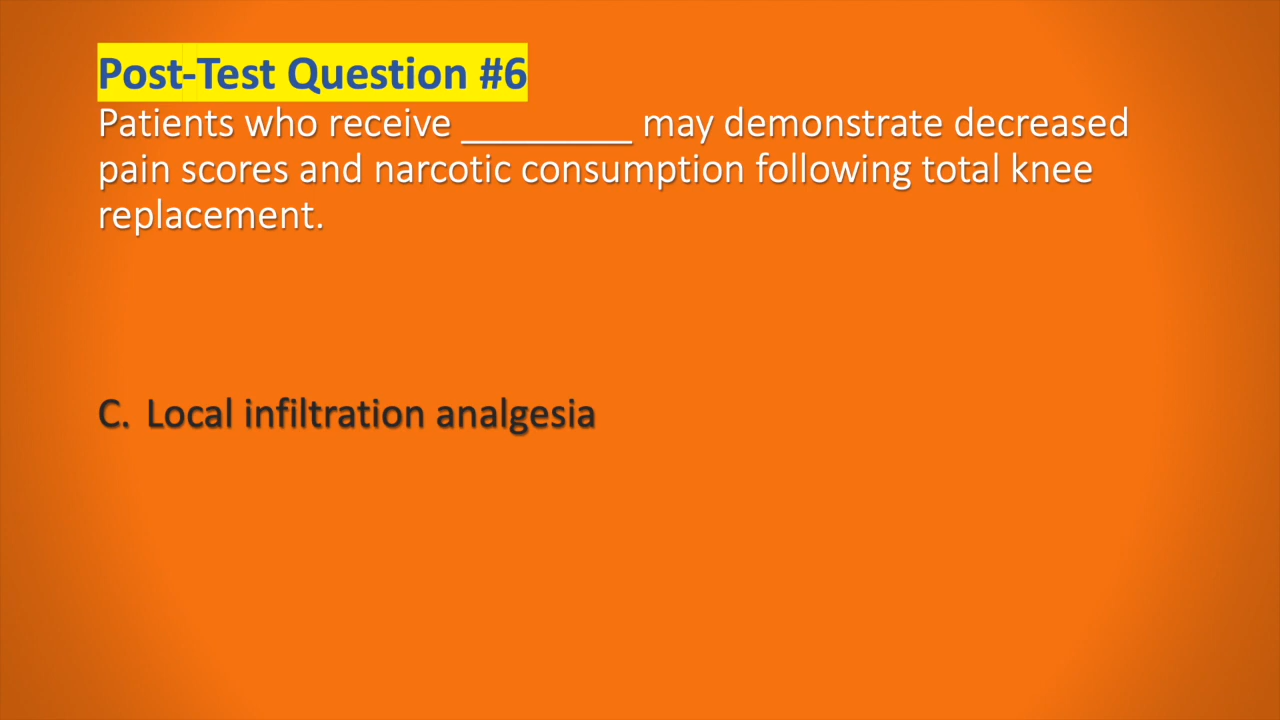 Post-Test Question #6
Patients who receive _________ may demonstrate decreased
pain scores and narcotic consumption following total knee
replacement.
C. Local infiltration analgesia